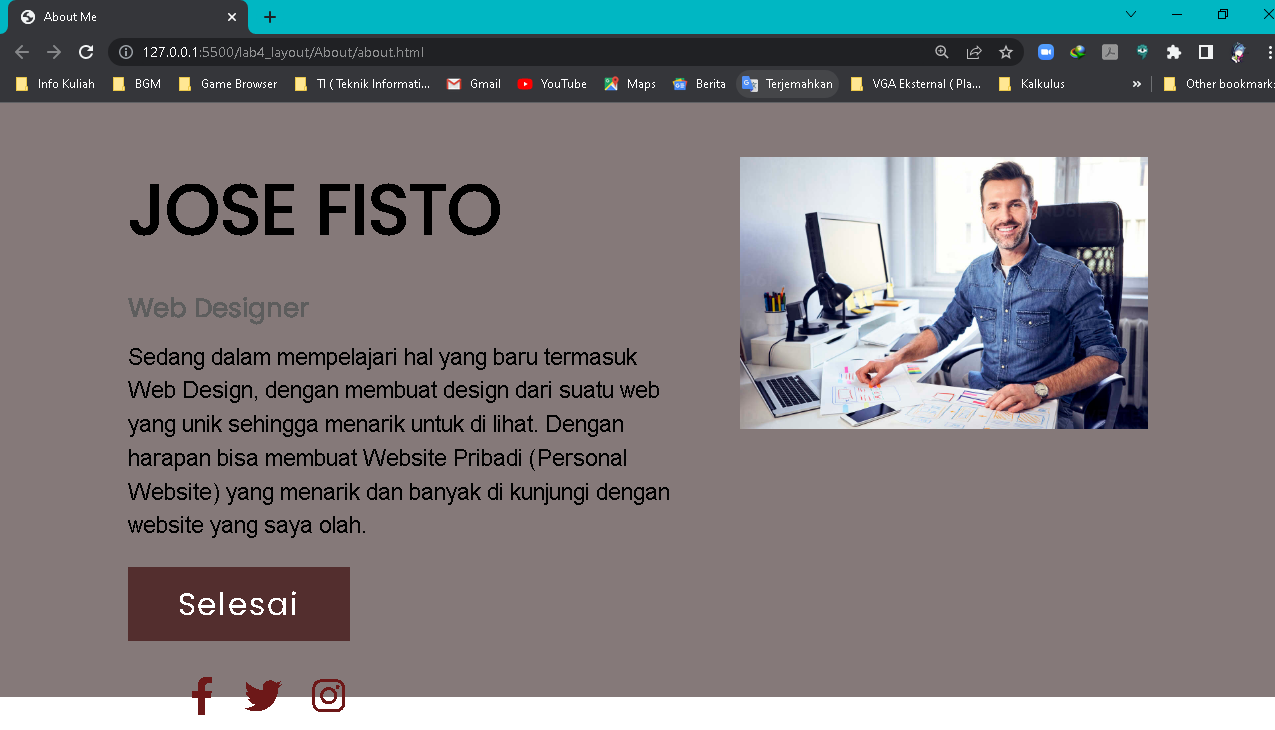 About Me
127.0.0.1:5500/lab4_layout/About/about.html
Info Kuliah BGM Game Browser TI ( Teknik Informati... Gmail YouTube Maps Berita Terjemahkan VGA Eksternal ( Pla... Kalkulus » Other bookmark
JOSE FISTO
Web Designer
Sedang dalam mempelajari hal yang baru termasuk
Web Design, dengan membuat design dari suatu web
yang unik sehingga menarik untuk di lihat. Dengan
harapan bisa membuat Website Pribadi (Personal
Website) yang menarik dan banyak di kunjungi dengan
website yang saya olah.
Selesai